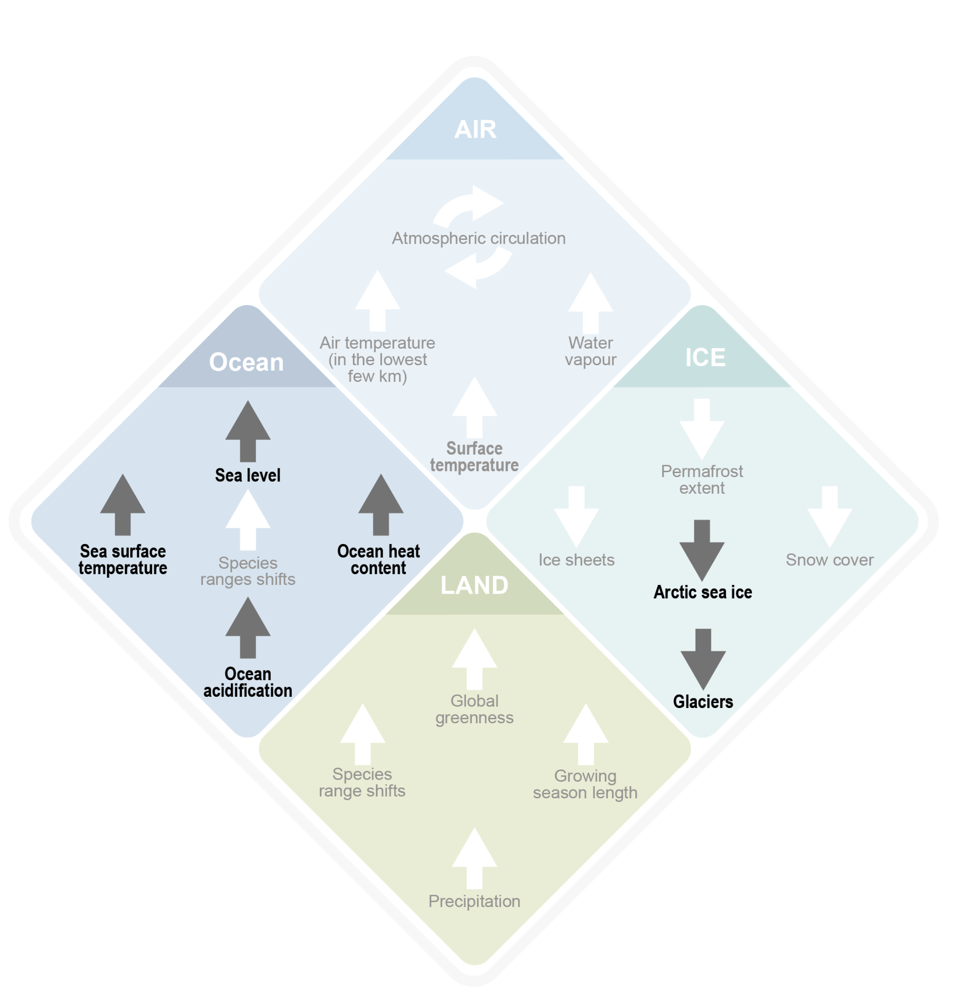 AIR
Atmospheric circulation
Air temperature
(in the lowest
few km)
Water
vapour
Surface
temperature
Ocean
Sea level
Sea surface
temperature
Species
ranges shifts
Ocean heat
content
Ocean
acidification
ICE
Permafrost
extent
Ice sheets
Snow cover
Arctic sea ice
Glaciers
LAND
Global
greenness
Species
range shifts
Growing
season length
Precipitation